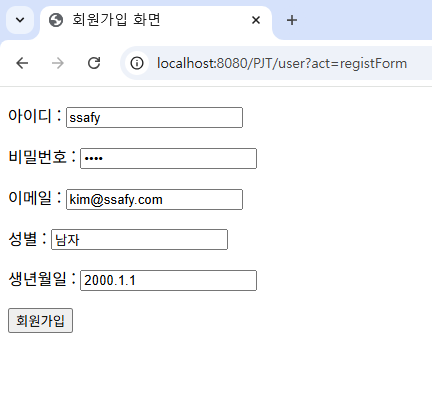 회원가입 화면
localhost:8080/PJT/user?act=registForm
아이디 : ssafy
비밀번호 : ••••
이메일 : kim@ssafy.com
성별 : 남자
생년월일 : 2000.1.1
회원가입